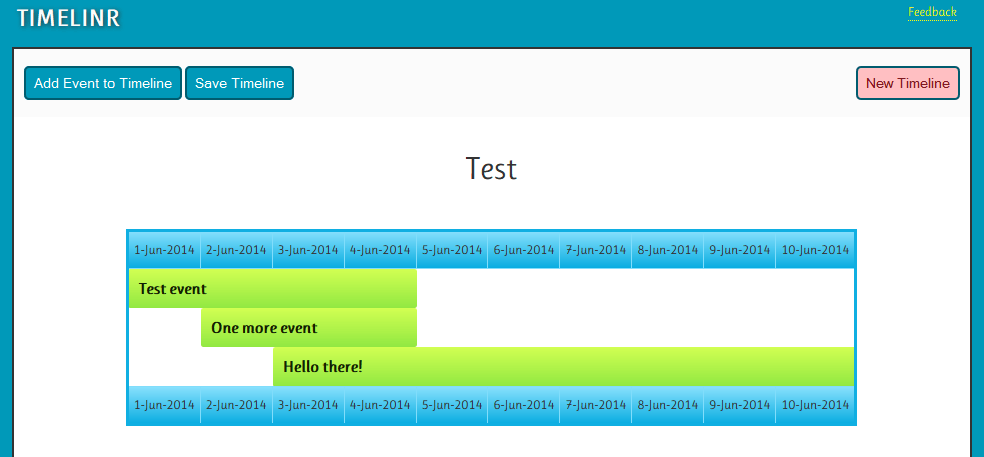 TIMELINR
Feedback
Add Event to Timeline Save Timeline New Timeline
Test
1-Jun-2014 2-Jun-2014 3-Jun-2014 4-Jun-2014 5-Jun-2014 6-Jun-2014 7-Jun-2014 8-Jun-2014 9-Jun-2014 10-Jun-2014
Test event
One more event
Hello there!
1-Jun-2014 2-Jun-2014 3-Jun-2014 4-Jun-2014 5-Jun-2014 6-Jun-2014 7-Jun-2014 8-Jun-2014 9-Jun-2014 10-Jun-2014